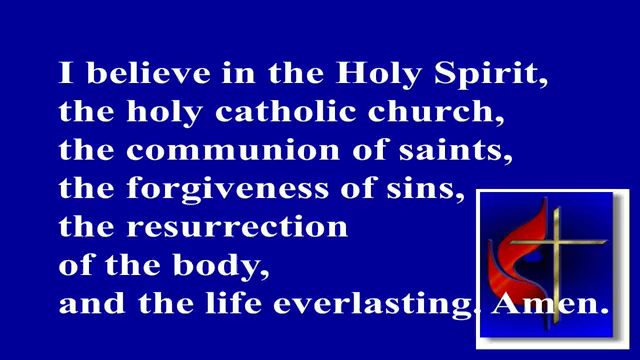 I believe in the Holy Spirit,
the holy catholic church,
the communion of saints,
the forgiveness of sins,
the resurrection
of the body,
and the life everlasting. Amen.